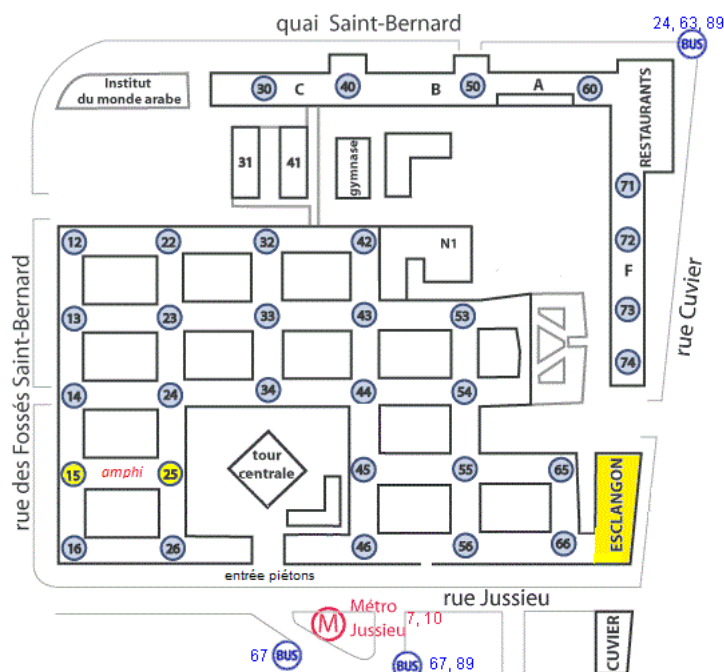 quai Saint-Bernard
24, 63, 89
BUS
Institut
du monde arabe
30 C 40 B 50 A 60
RESTAURANTS
31 41 gymnase
71
12 22 32 42 N1 72
F
rue des Fossés Saint-Bernard
rue Cuvier
13 23 33 43 53 73
74
14 24 34 44 54
tour
centrale
15 amphi 25 45 55 65
ESCLANGON
16 26 46 56 66
entrée piétons
rue Jussieu
M Métro
Jussieu
7, 10
CUVIER
67 BUS
BUS 67, 89